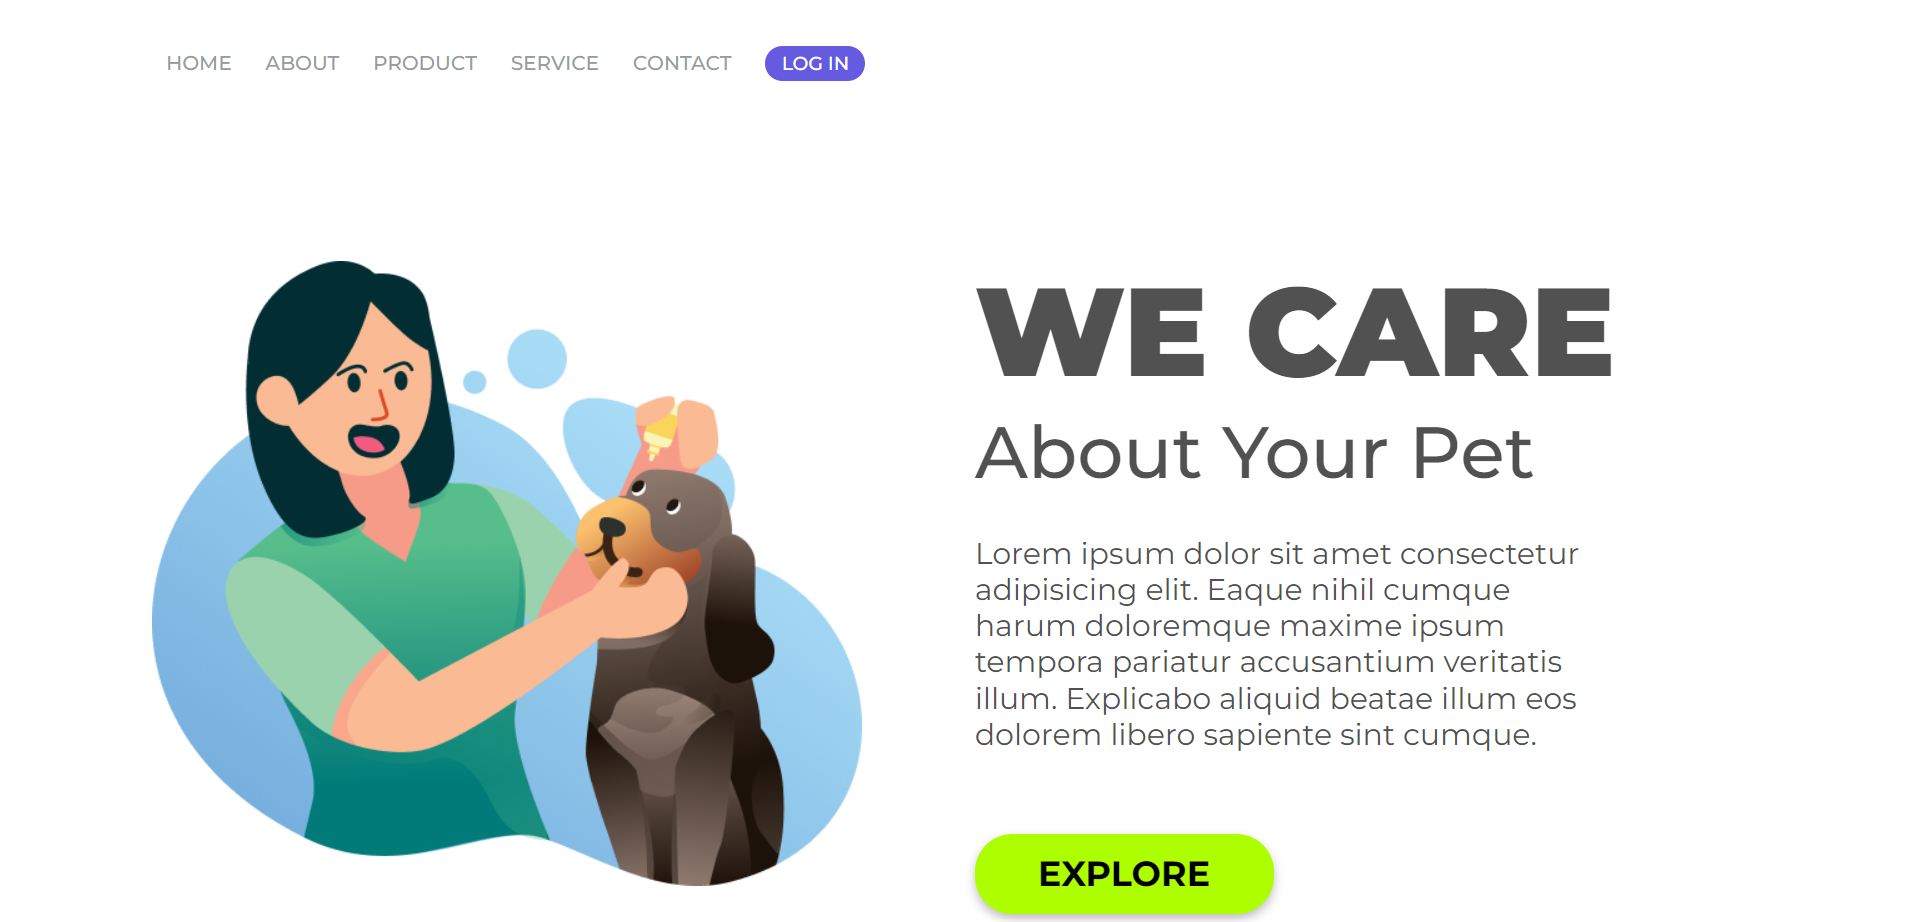 HOME ABOUT PRODUCT SERVICE CONTACT LOG IN
WE CARE
About Your Pet
Lorem ipsum dolor sit amet consectetur
adipisicing elit. Eaque nihil cumque
harum doloremque maxime ipsum
tempora pariatur accusantium veritatis
illum. Explicabo aliquid beatae illum eos
dolorem libero sapiente sint cumque.
EXPLORE